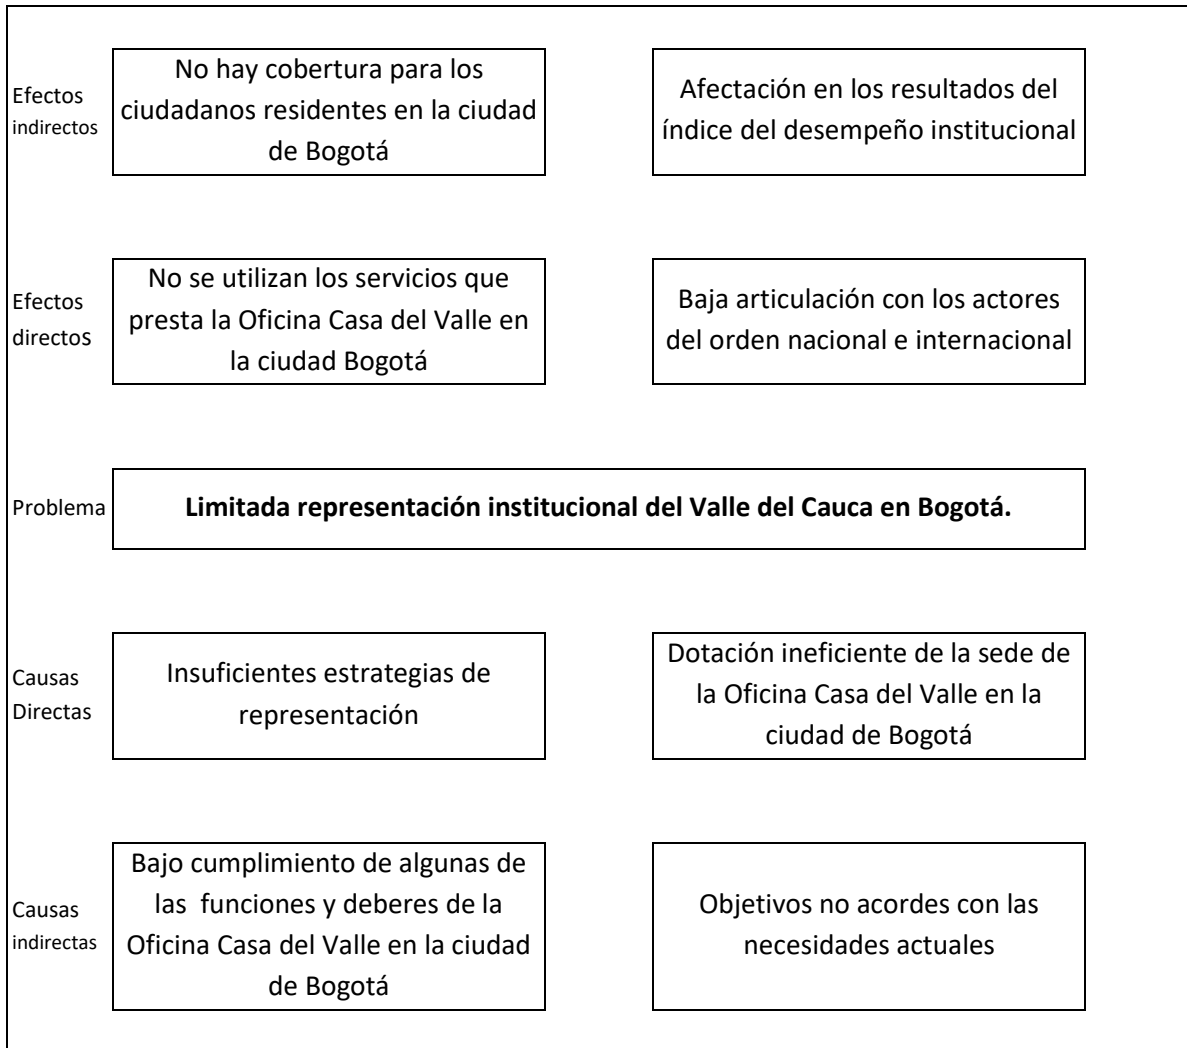 Efectos
indirectos
No hay cobertura para los
ciudadanos residentes en la ciudad
de Bogotá
Afectación en los resultados del
índice del desempeño institucional
Efectos
directos
No se utilizan los servicios que
presta la Oficina Casa del Valle en
la ciudad Bogotá
Baja articulación con los actores
del orden nacional e internacional
Problema
Limitada representación institucional del Valle del Cauca en Bogotá.
Causas
Directas
Insuficientes estrategias de
representación
Dotación ineficiente de la sede de
la Oficina Casa del Valle en la
ciudad de Bogotá
Causas
indirectas
Bajo cumplimiento de algunas de
las  funciones y deberes de la
Oficina Casa del Valle en la ciudad
de Bogotá
Objetivos no acordes con las
necesidades actuales